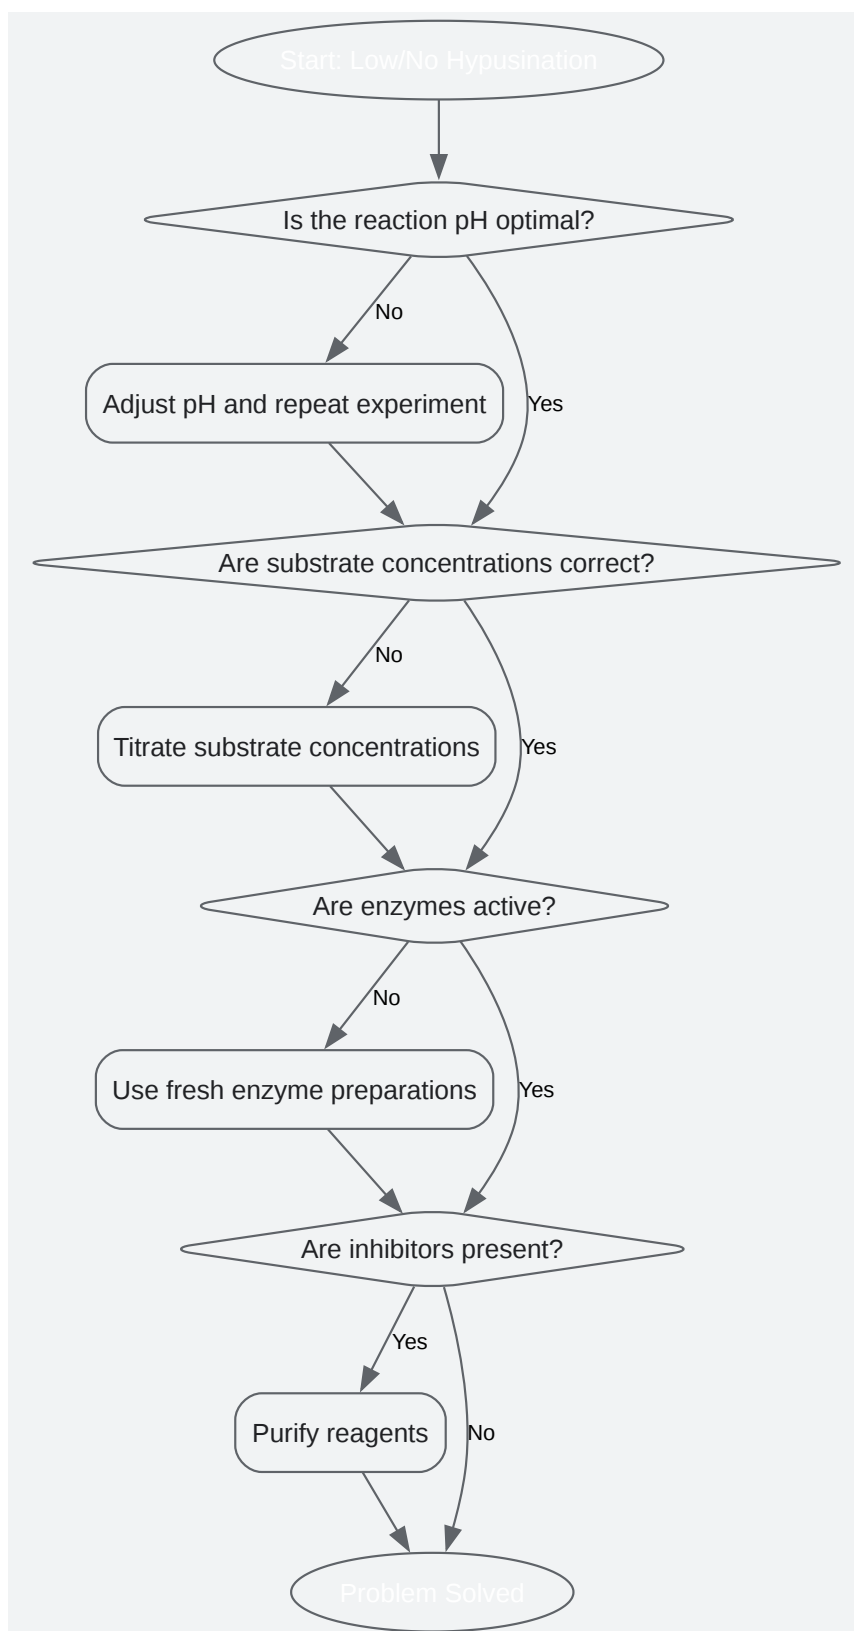 Start: Low/No Hypusination
Is the reaction pH optimal?
No
Adjust pH and repeat experiment
Yes
Are substrate concentrations correct?
No
Titrate substrate concentrations
Yes
Are enzymes active?
No
Use fresh enzyme preparations
Yes
Are inhibitors present?
Yes
Purify reagents
No
Problem Solved